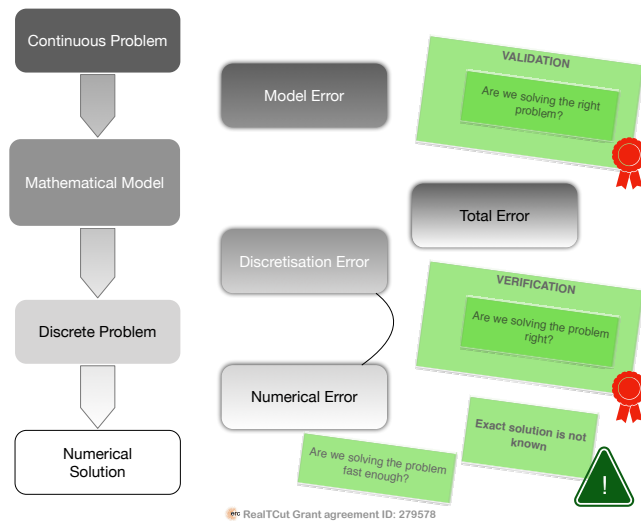 Continuous Problem
Model Error
VALIDATION
Are we solving the right
problem?
Mathematical Model
Total Error
Discretisation Error
VERIFICATION
Are we solving the problem
right?
Discrete Problem
Numerical Error
Exact solution is not
known
Numerical
Solution
Are we solving the problem
fast enough?
!
erc RealTCut Grant agreement ID: 279578